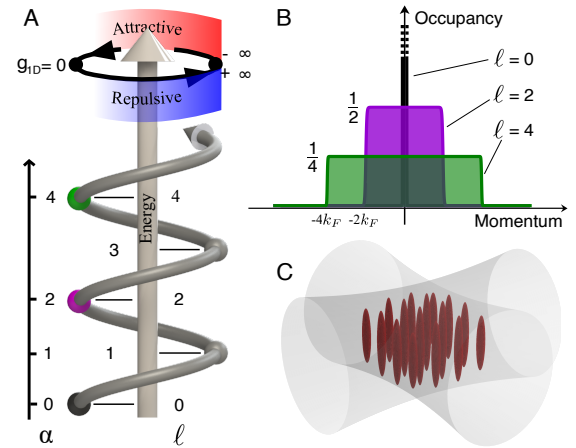 A
Attractive
g1D = 0
- ∞
+ ∞
Repulsive
Energy
4
4
3
2
2
1
1
0
0
α
ℓ
B
Occupancy
ℓ = 0
ℓ = 2
ℓ = 4
1/2
1/4
-4kF
-2kF
Momentum
C